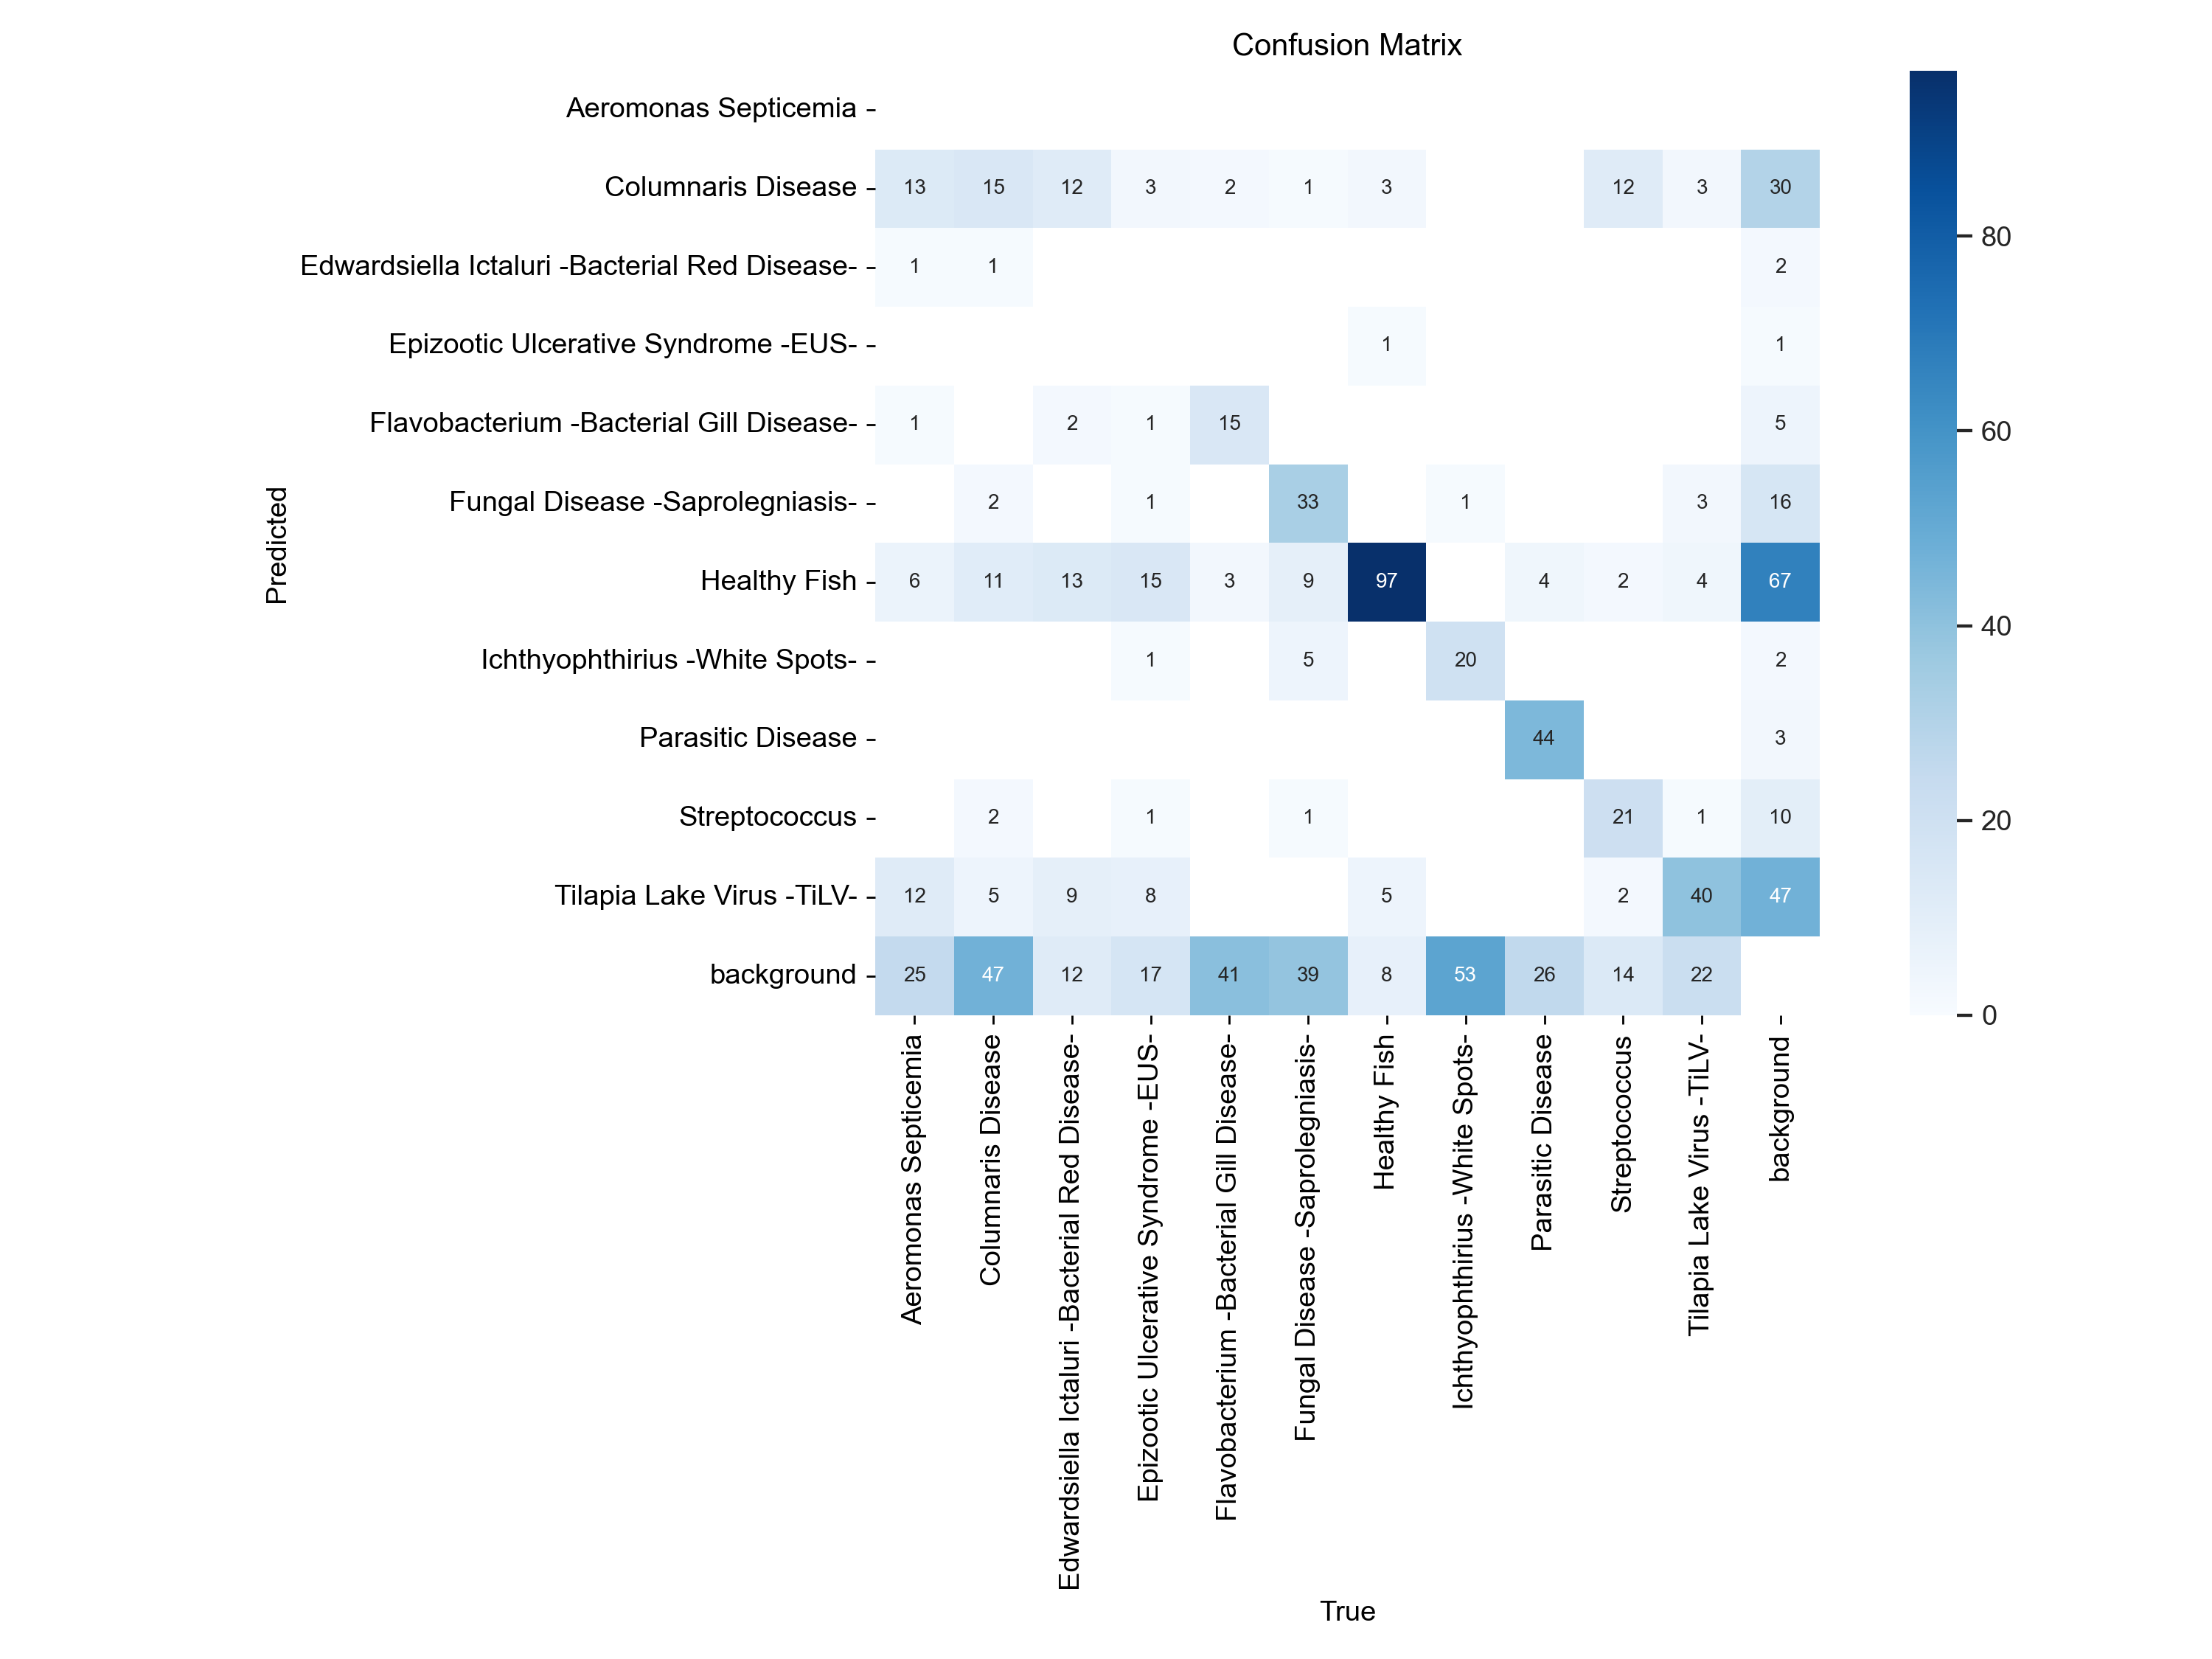 Confusion Matrix
Aeromonas Septicemia
Columnaris Disease 13 15 12 3 2 1 3 12 3 30
Edwardsiella Ictaluri -Bacterial Red Disease- 1 1 2
Epizootic Ulcerative Syndrome -EUS- 1 1
Flavobacterium -Bacterial Gill Disease- 1 2 1 15 5
Fungal Disease -Saprolegniasis- 2 1 33 1 3 16
Healthy Fish 6 11 13 15 3 9 97 4 2 4 67
Ichthyophthirius -White Spots- 1 5 20 2
Parasitic Disease 44 3
Streptococcus 2 1 1 21 1 10
Tilapia Lake Virus -TiLV- 12 5 9 8 5 2 40 47
background 25 47 12 17 41 39 8 53 26 14 22
Predicted
Aeromonas Septicemia
Columnaris Disease
Edwardsiella Ictaluri -Bacterial Red Disease-
Epizootic Ulcerative Syndrome -EUS-
Flavobacterium -Bacterial Gill Disease-
Fungal Disease -Saprolegniasis-
Healthy Fish
Ichthyophthirius -White Spots-
Parasitic Disease
Streptococcus
Tilapia Lake Virus -TiLV-
background
True
80
60
40
20
0